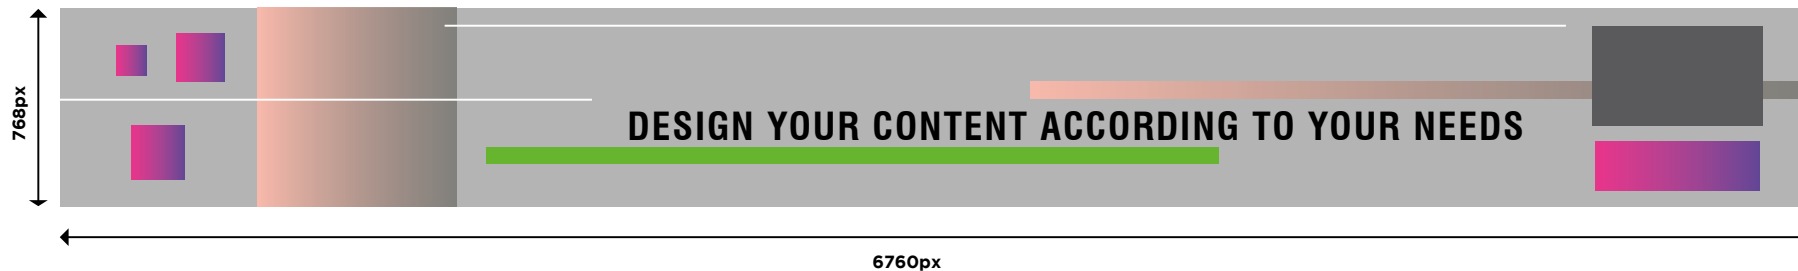 768px
DESIGN YOUR CONTENT ACCORDING TO YOUR NEEDS
6760px